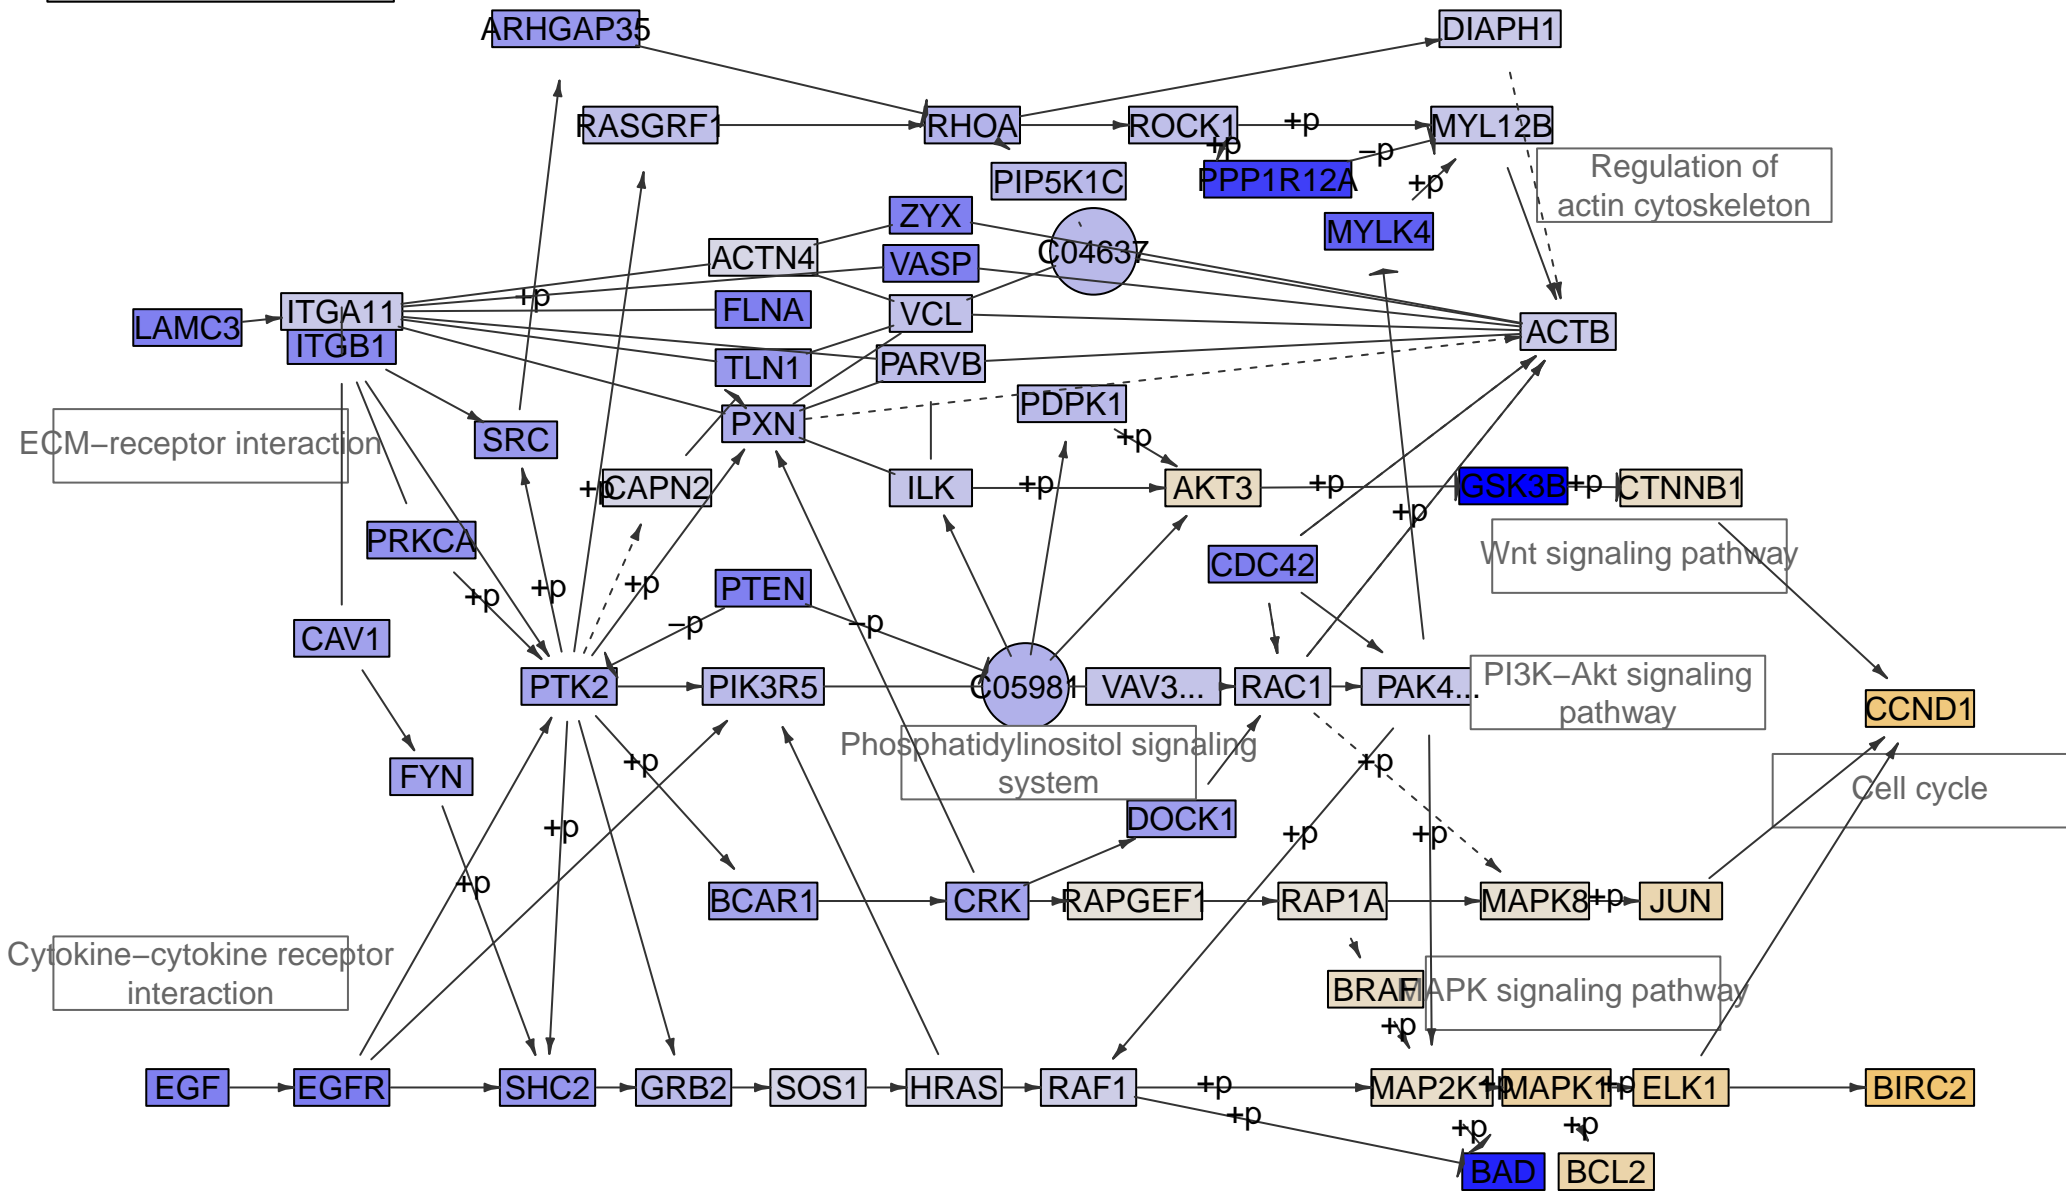 ARHGAP35
DIAPH1
RASGRF1
RHOA
ROCK1
+p
MYL12B
+p
−p
Regulation of
actin cytoskeleton
PIP5K1C
PPP1R12A
+p
ZYX
MYLK4
ACTN4
VASP
C04637
+p
LAMC3
ITGA11
FLNA
VCL
ACTB
ITGB1
TLN1
PARVB
PDPK1
PXN
+p
ECM−receptor interaction
SRC
+p
CAPN2
ILK
+p
AKT3
+p
GSK3B
+p
CTNNB1
+p
PRKCA
Wnt signaling pathway
CDC42
+p
+p
+p
PTEN
−p
−p
CAV1
PTK2
PIK3R5
C05981
VAV3...
RAC1
PAK4...
PI3K−Akt signaling
pathway
CCND1
Phosphatidylinositol signaling
system
FYN
+p
+p
Cell cycle
DOCK1
+p
+p
+p
+p
BCAR1
CRK
RAPGEF1
RAP1A
MAPK8
+p
JUN
Cytokine−cytokine receptor
interaction
BRAF
MAPK signaling pathway
+p
EGF
EGFR
SHC2
GRB2
SOS1
HRAS
RAF1
+p
MAP2K1
+p
MAPK1
+p
ELK1
BIRC2
+p
+p
+p
BAD
BCL2